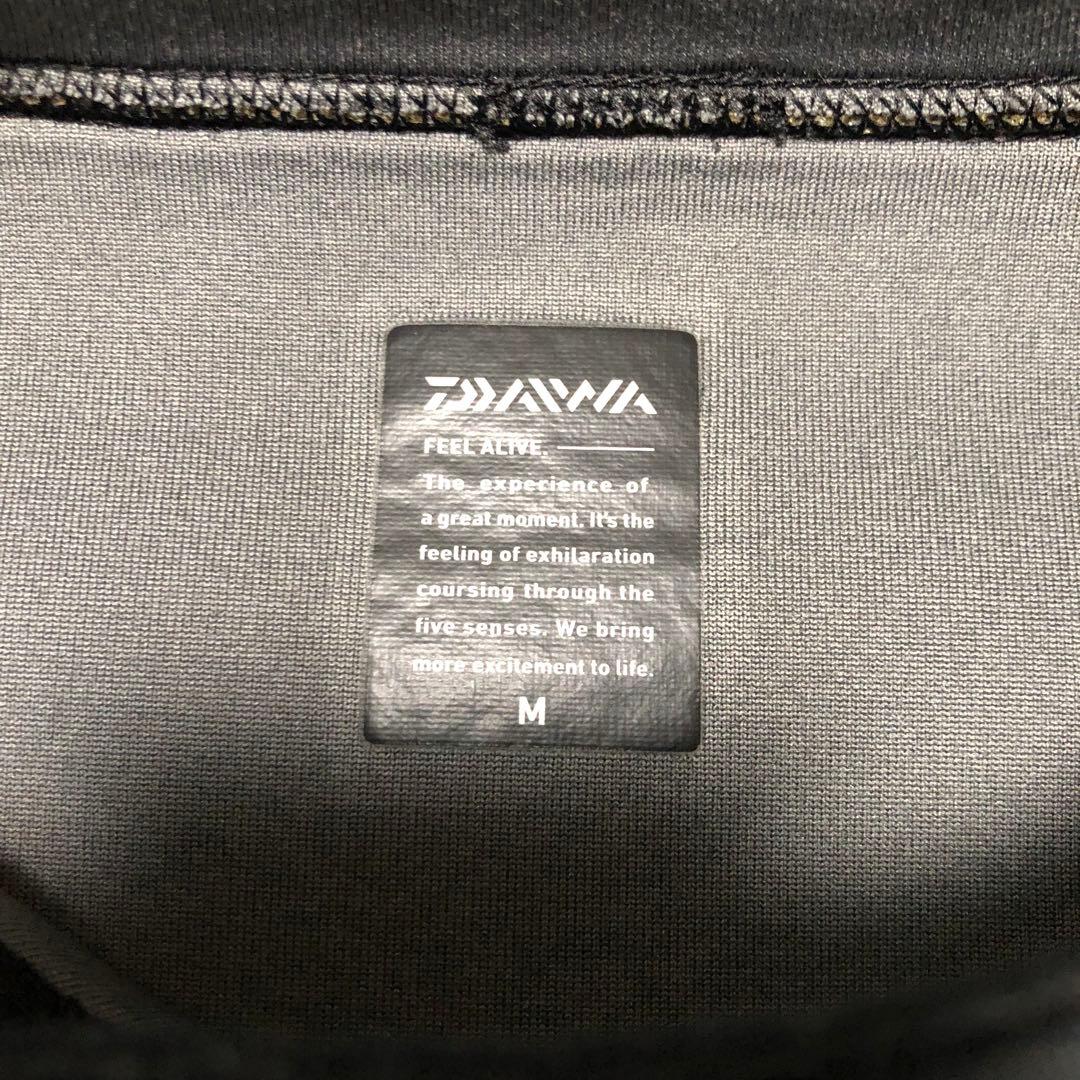 DAIWA
FEEL ALIVE.
The experience of
a great moment. It's the
feeling of exhilaration
coursing through the
five senses. We bring
more excitement to life.
M